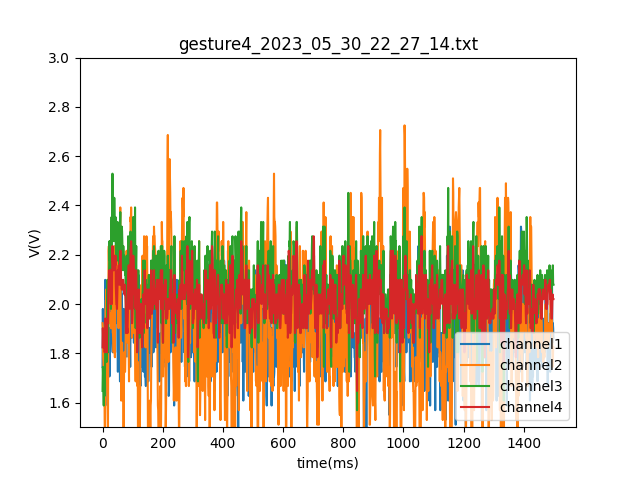 gesture4_2023_05_30_22_27_14.txt
3.0
2.8
2.6
2.4
2.2
2.0
1.8
1.6
V(V)
channel1
channel2
channel3
channel4
0 200 400 600 800 1000 1200 1400
time(ms)